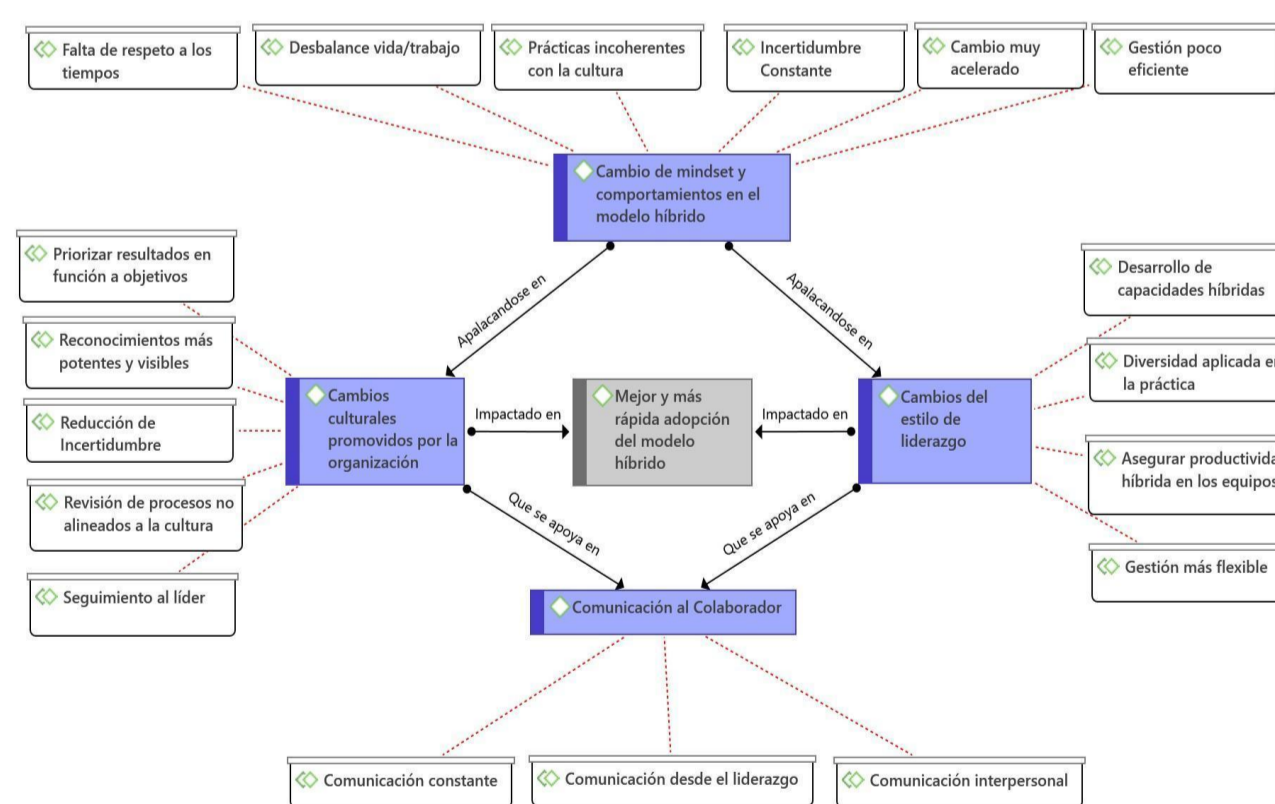 Falta de respeto a los
tiempos
Desbalance vida/trabajo
Prácticas incoherentes
con la cultura
Incertidumbre
Constante
Cambio muy
acelerado
Gestión poco
eficiente
Cambio de mindset y
comportamientos en el
modelo híbrido
Apalacandose en
Apalacandose en
Priorizar resultados en
función a objetivos
Reconocimientos más
potentes y visibles
Reducción de
Incertidumbre
Revisión de procesos no
alineados a la cultura
Seguimiento al líder
Cambios
culturales
promovidos por la
organización
Impactado en
Mejor y más
rápida adopción
del modelo
híbrido
Impactado en
Cambios del
estilo de
liderazgo
Desarrollo de
capacidades híbridas
Diversidad aplicada en
la práctica
Asegurar productivida
híbrida en los equipos
Gestión más flexible
Que se apoya en
Que se apoya en
Comunicación al Colaborador
Comunicación constante
Comunicación desde el liderazgo
Comunicación interpersonal